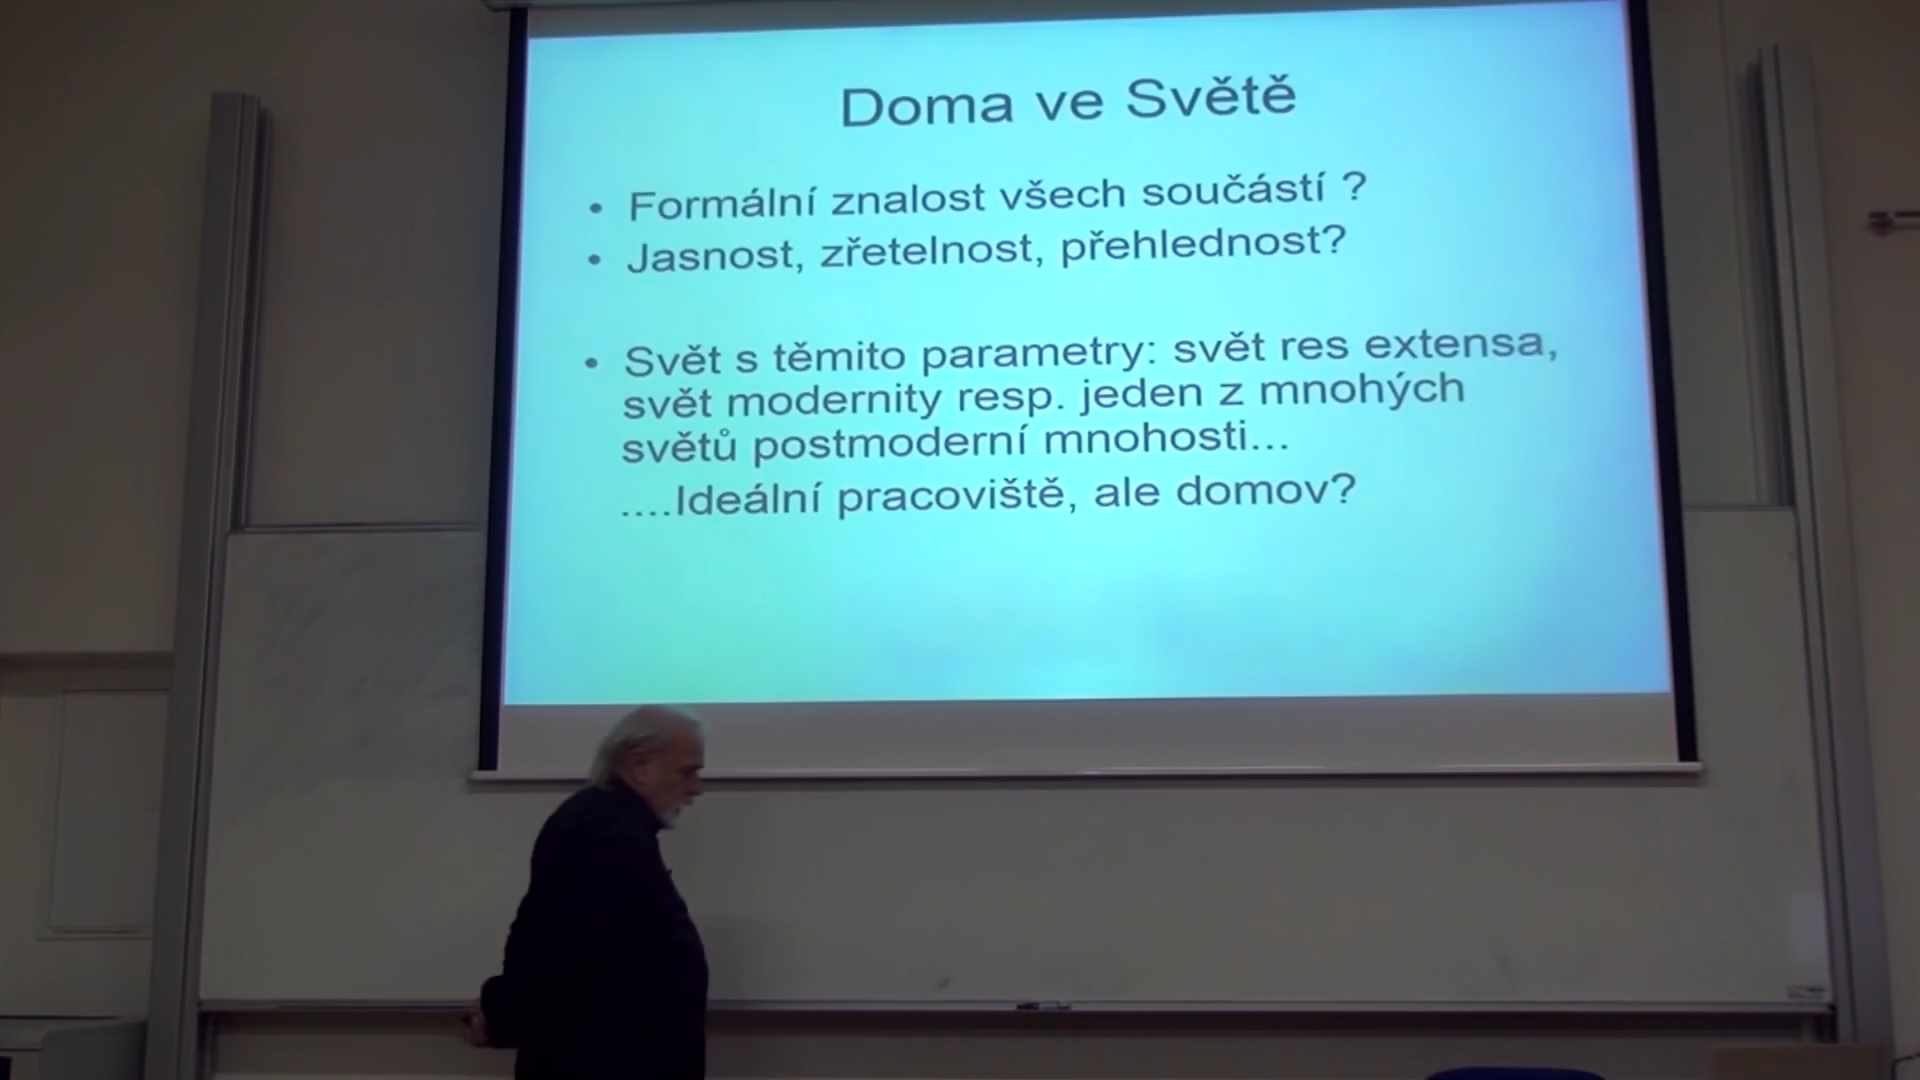 Doma ve Světě
• Formální znalost všech součástí ?
• Jasnost, zřetelnost, přehlednost?
• Svět s těmito parametry: svět res extensa,
svět modernity resp. jeden z mnohých
světů postmoderní mnohosti...
....Ideální pracoviště, ale domov?